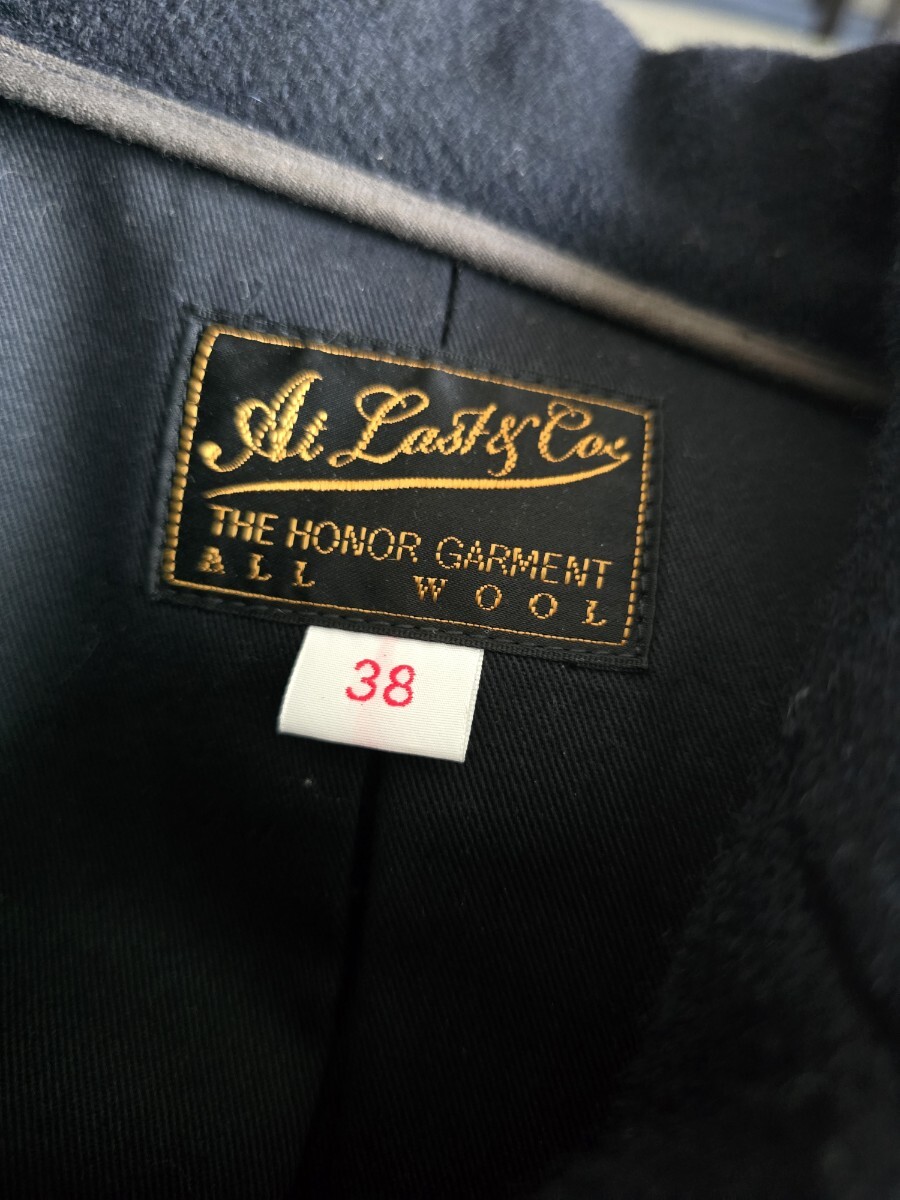 At Last & Co
THE HONOR GARMENT
ALL WOOL
38